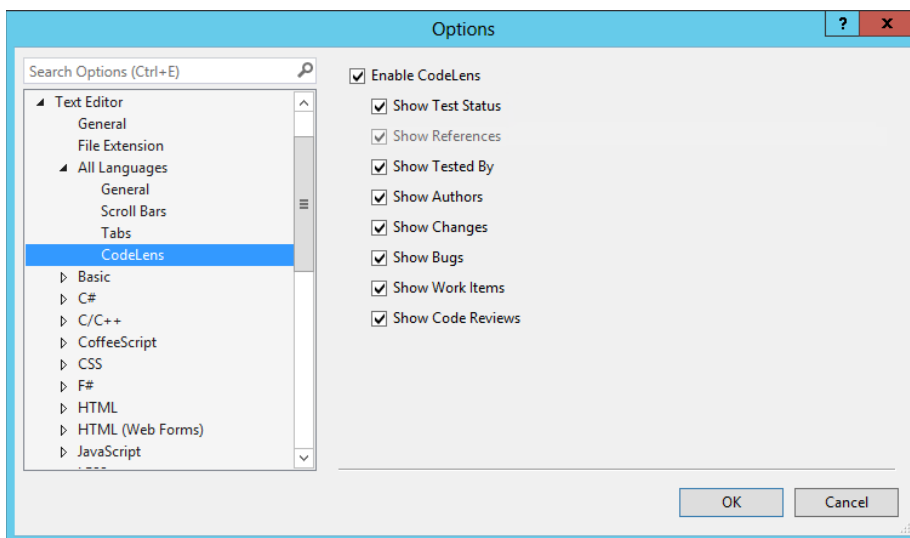 Options
? x
Search Options (Ctrl+E)
Text Editor
General
File Extension
All Languages
General
Scroll Bars
Tabs
CodeLens
Basic
C#
C/C++
CoffeeScript
CSS
F#
HTML
HTML (Web Forms)
JavaScript
Enable CodeLens
Show Test Status
Show References
Show Tested By
Show Authors
Show Changes
Show Bugs
Show Work Items
Show Code Reviews
OK Cancel